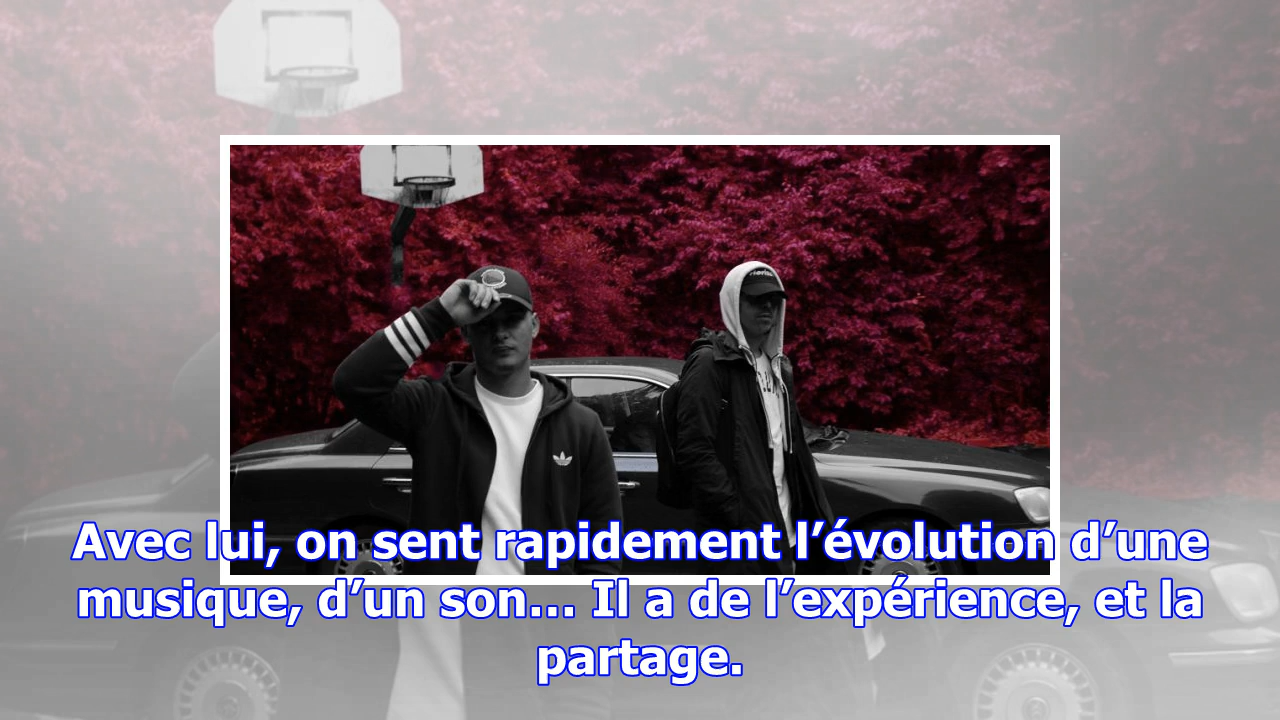 Avec lui, on sent rapidement l’évolution d’une
musique, d’un son... Il a de l’expérience, et la
partage.